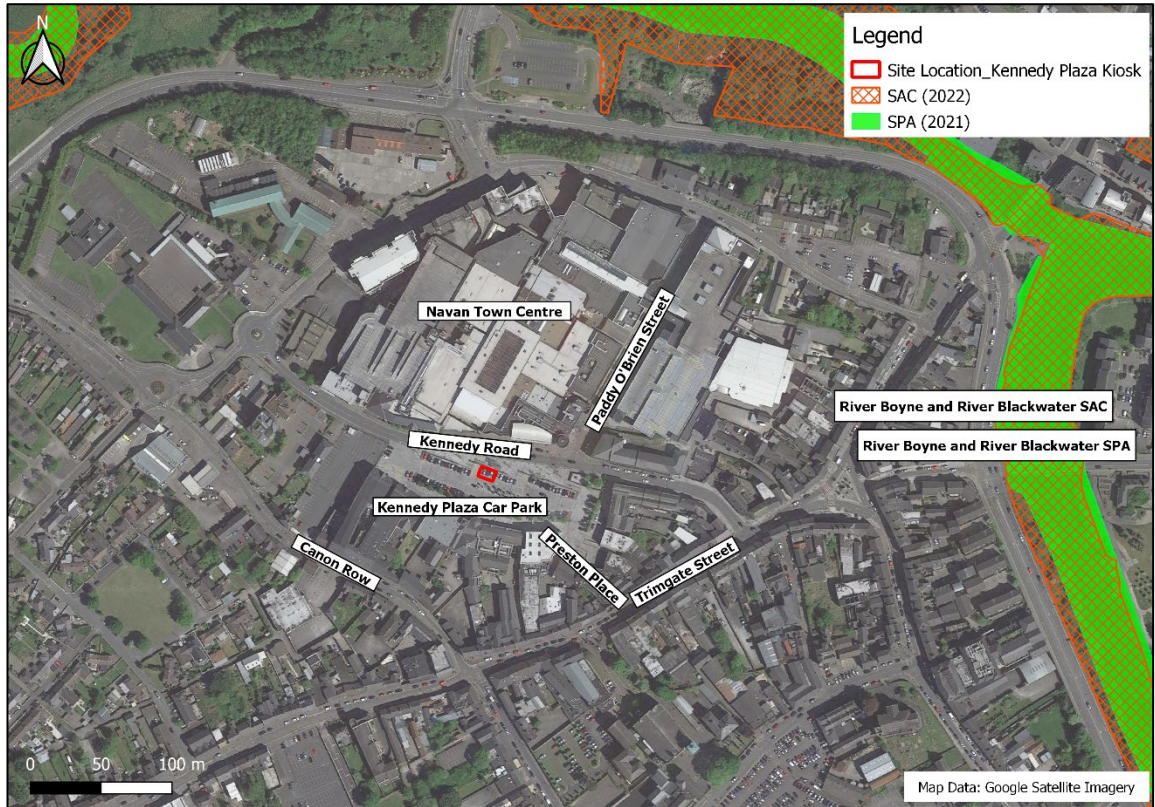 N
Legend
Site Location_Kennedy Plaza Kiosk
SAC (2022)
SPA (2021)
Navan Town Centre
Paddy O'Brien Street
River Boyne and River Blackwater SAC
River Boyne and River Blackwater SPA
Kennedy Road
Kennedy Plaza Car Park
Canon Row
Preston Place
Trimgate Street
0 50 100 m
Map Data: Google Satellite Imagery